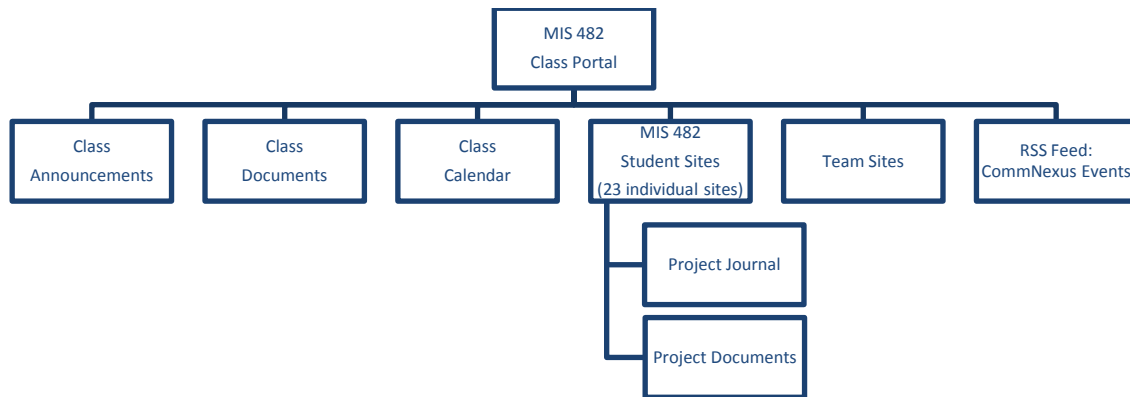 MIS 482
Class Portal
Class
Announcements
Class
Documents
Class
Calendar
MIS 482
Student Sites
(23 individual sites)
Team Sites
RSS Feed:
CommNexus Events
Project Journal
Project Documents